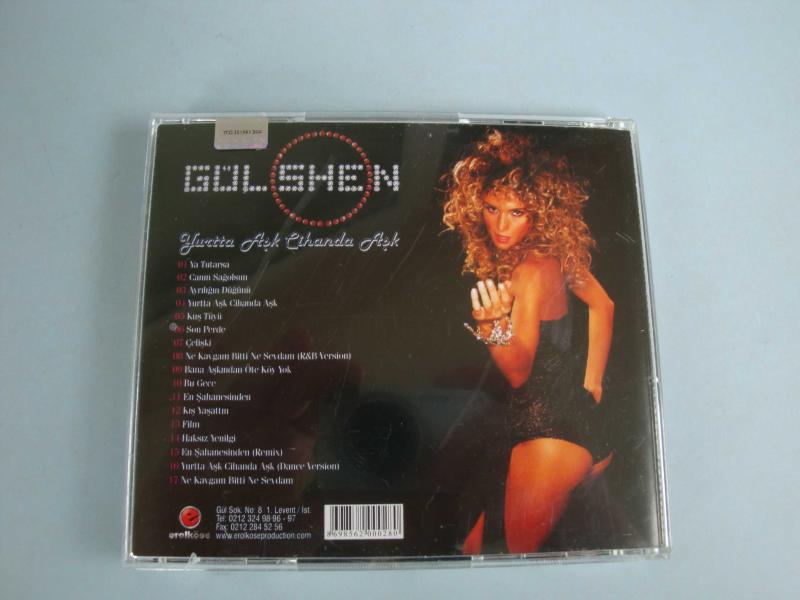 GÜLSHEN
Yurtta Aşk Cihanda Aşk
01 Ya Tutarsa
02 Canın Sağolsun
03 Ayrılığın Düğünü
04 Yurtta Aşk Cihanda Aşk
05 Kuş Tüyü
06 Son Perde
07 Çelişki
08 Ne Kavgam Bitti Ne Sevdam (R&B Version)
09 Bana Aşkından Öte Köy Yok
10 Bu Gece
11 En Şahanesinden
12 Kış Yaşattın
13 Film
14 Haksız Yenilgi
15 En Şahanesinden (Remix)
16 Yurtta Aşk Cihanda Aşk (Dance Version)
17 Ne Kavgam Bitti Ne Sevdam
erolköse
Gül Sok. No: 8 1. Levent / İst.
Tel: 0212 324 98-96 - 97
Fax: 0212 284 52 56
www.erolkoseproduction.com
8 698562 000280